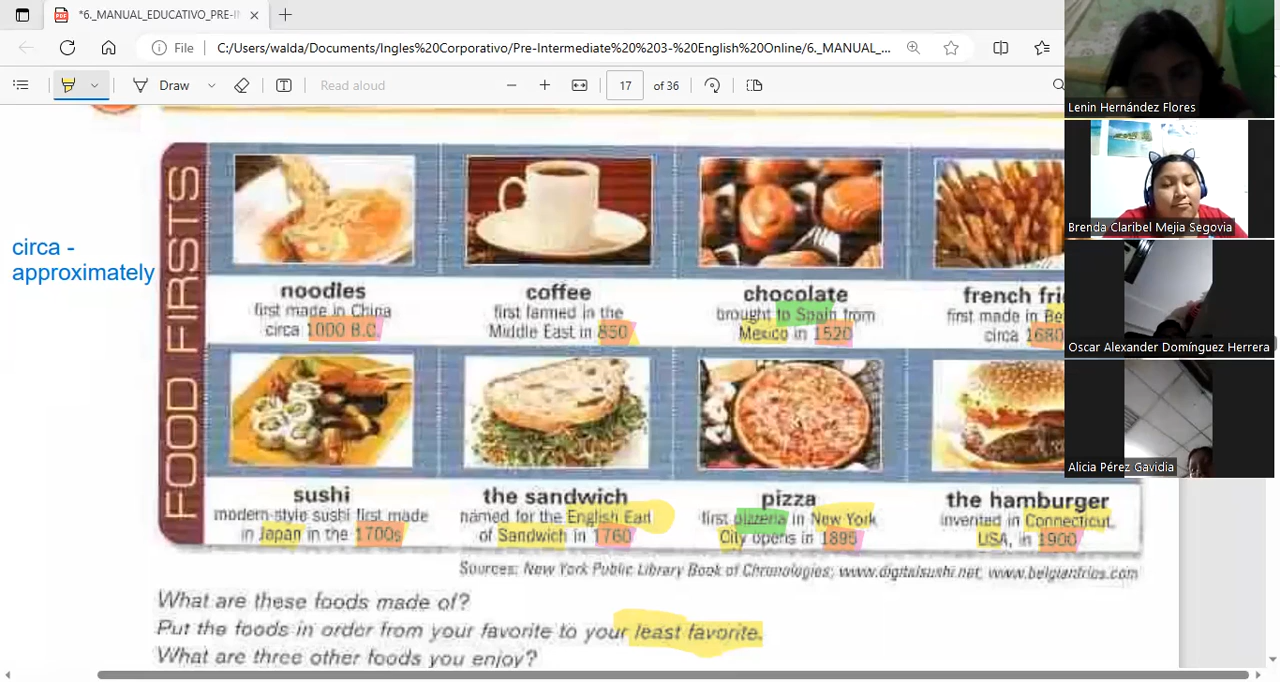 *6._MANUAL_EDUCATIVO_PRE-I
File
C:/Users/walda/Documents/Ingles%20Corporativo/Pre-Intermediate%20%203-%20English%20Online/6._MANUAL_...
Draw
Read aloud
17 of 36
circa -
approximately
FOOD FIRSTS
noodles
first made in China
circa 1000 B.C.
coffee
first farmed in the
Middle East in 850
chocolate
brought to Spain from
Mexico in 1520
french fri
first made in Be
circa 1680
sushi
modern-style sushi first made
in Japan in the 1700s
the sandwich
named for the English Earl
of Sandwich in 1760
pizza
first pizzeria in New York
City opens in 1895
the hamburger
invented in Connecticut,
USA, in 1900
Sources: New York Public Library Book of Chronologies; www.digitalsushi.net; www.belgianfries.com
What are these foods made of?
Put the foods in order from your favorite to your least favorite.
What are three other foods you enjoy?
Lenin Hernández Flores
Brenda Claribel Mejia Segovia
Oscar Alexander Domínguez Herrera
Alicia Pérez Gavidia